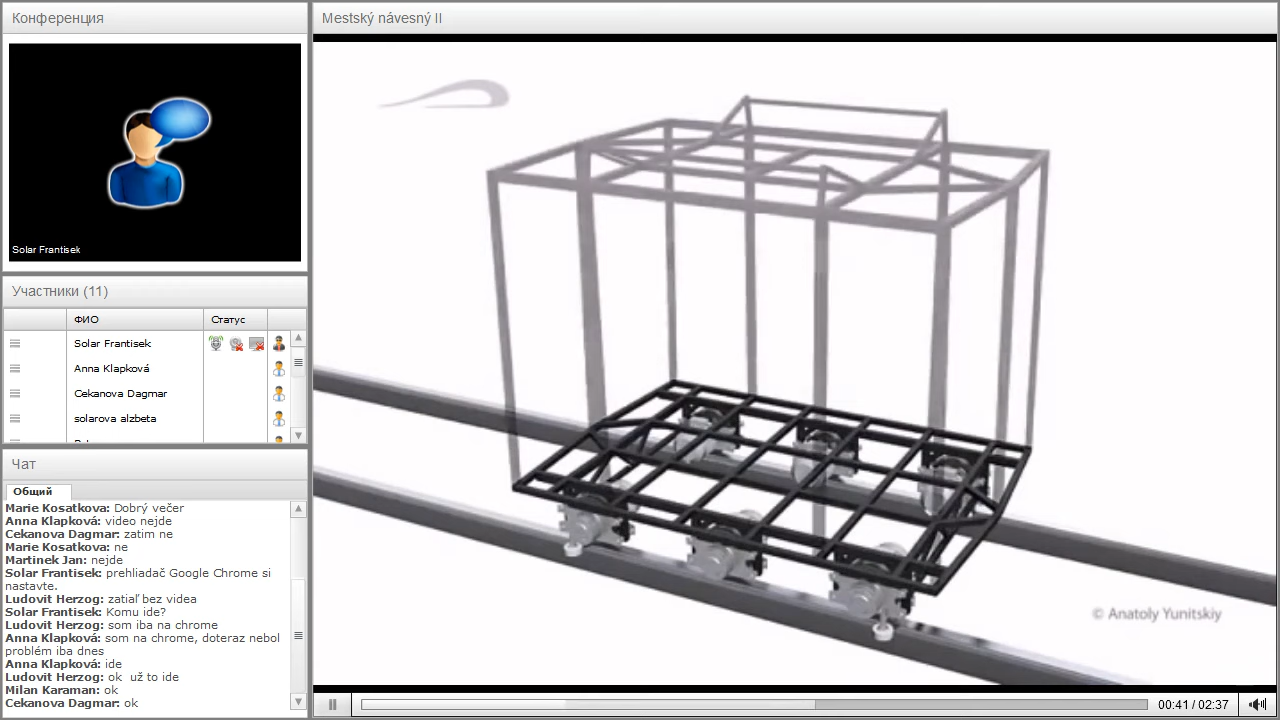 Конференция
Solar Frantisek
Участники (11)
ФИО Статус
Solar Frantisek
Anna Klapková
Cekanova Dagmar
solarova alzbeta
Чат
Общий
Marie Kosatkova: Dobrý večer
Anna Klapková: video nejde
Cekanova Dagmar: zatim ne
Marie Kosatkova: ne
Martinek Jan: nejde
Solar Frantisek: prehliadač Google Chrome si
nastavte.
Ludovit Herzog: zatiaľ bez videa
Solar Frantisek: Komu ide?
Ludovit Herzog: som iba na chrome
Anna Klapková: som na chrome, doteraz nebol
problém iba dnes
Anna Klapková: ide
Ludovit Herzog: ok už to ide
Milan Karaman: ok
Cekanova Dagmar: ok
Mestský návesný II
© Anatoly Yunitskiy
00:41 / 02:37